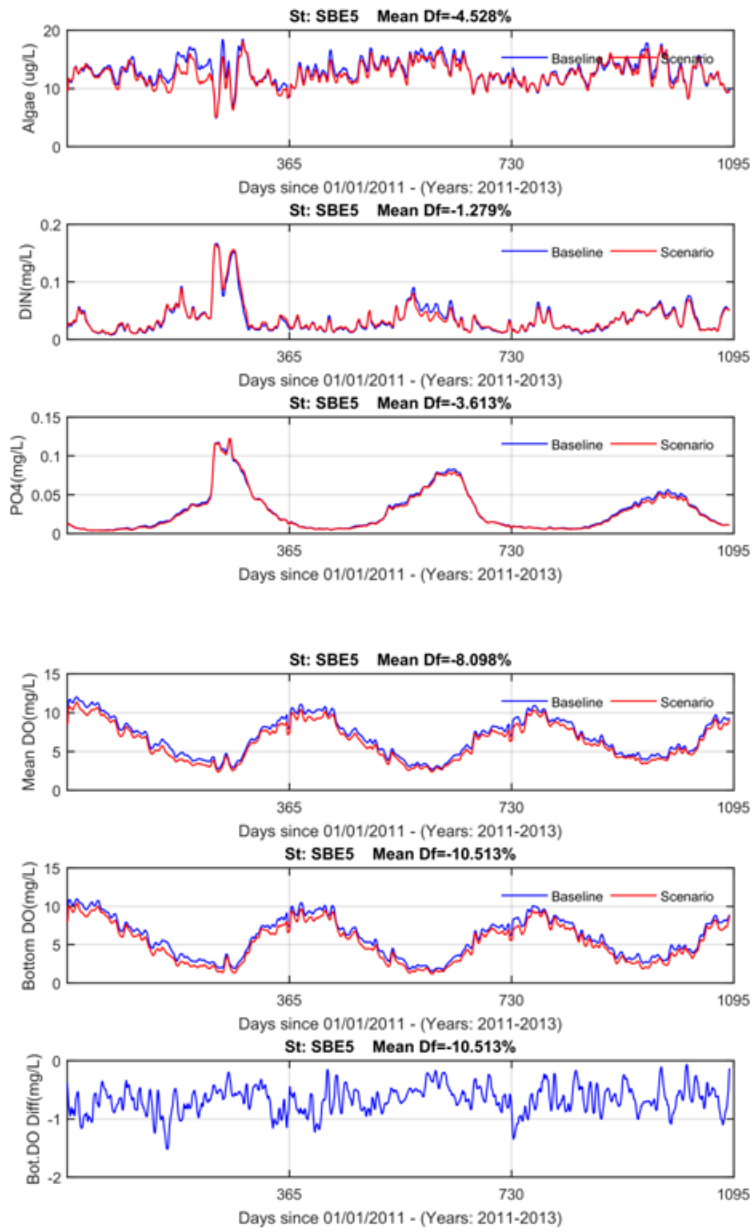 St: SBE5 Mean Df=-4.528%
20
10
0
Algae (ug/L)
Baseline Scenario
365 730 1095
Days since 01/01/2011 - (Years: 2011-2013)
St: SBE5 Mean Df=-1.279%
0.2
0.1
0
DIN(mg/L)
Baseline Scenario
365 730 1095
Days since 01/01/2011 - (Years: 2011-2013)
St: SBE5 Mean Df=-3.613%
0.15
0.1
0.05
0
PO4(mg/L)
Baseline Scenario
365 730 1095
Days since 01/01/2011 - (Years: 2011-2013)
St: SBE5 Mean Df=-8.098%
15
10
5
0
Mean DO(mg/L)
Baseline Scenario
365 730 1095
Days since 01/01/2011 - (Years: 2011-2013)
St: SBE5 Mean Df=-10.513%
15
10
5
0
Bottom DO(mg/L)
Baseline Scenario
365 730 1095
Days since 01/01/2011 - (Years: 2011-2013)
St: SBE5 Mean Df=-10.513%
0
-1
-2
Bot.DO Diff(mg/L)
365 730 1095
Days since 01/01/2011 - (Years: 2011-2013)